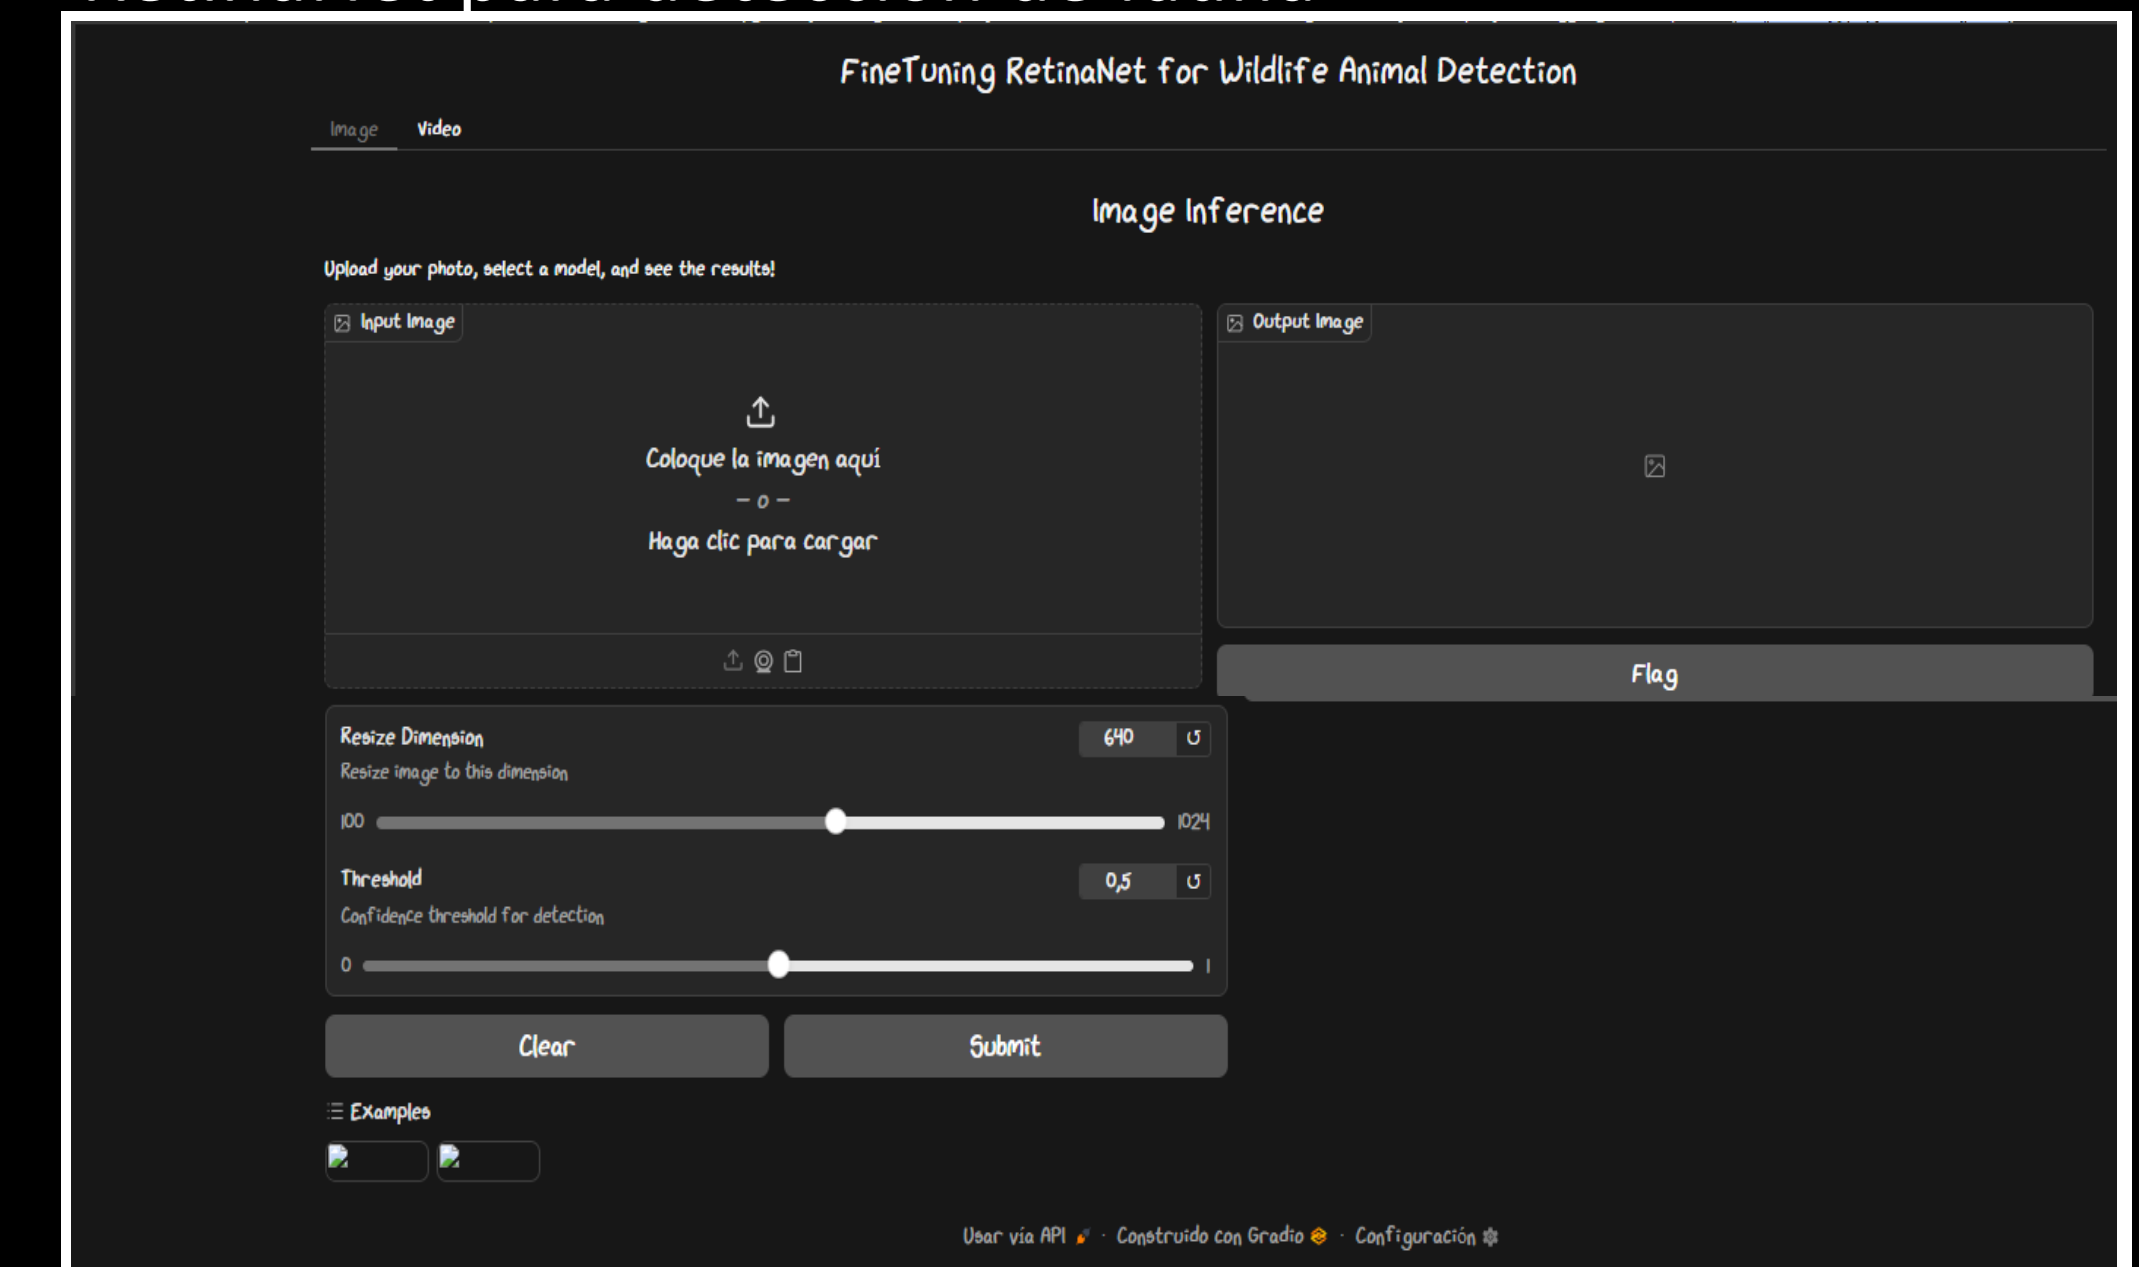 FineTuning RetinaNet for Wildlife Animal Detection
Image Video
Image Inference
Upload your photo, select a model, and see the results!
Input Image
Coloque la imagen aquí
– o –
Haga clic para cargar
Output Image
Flag
Resize Dimension 640
Resize image to this dimension
100 1024
Threshold 0,5
Confidence threshold for detection
0 1
Clear Submit
Examples
Usar vía API · Construido con Gradio · Configuración